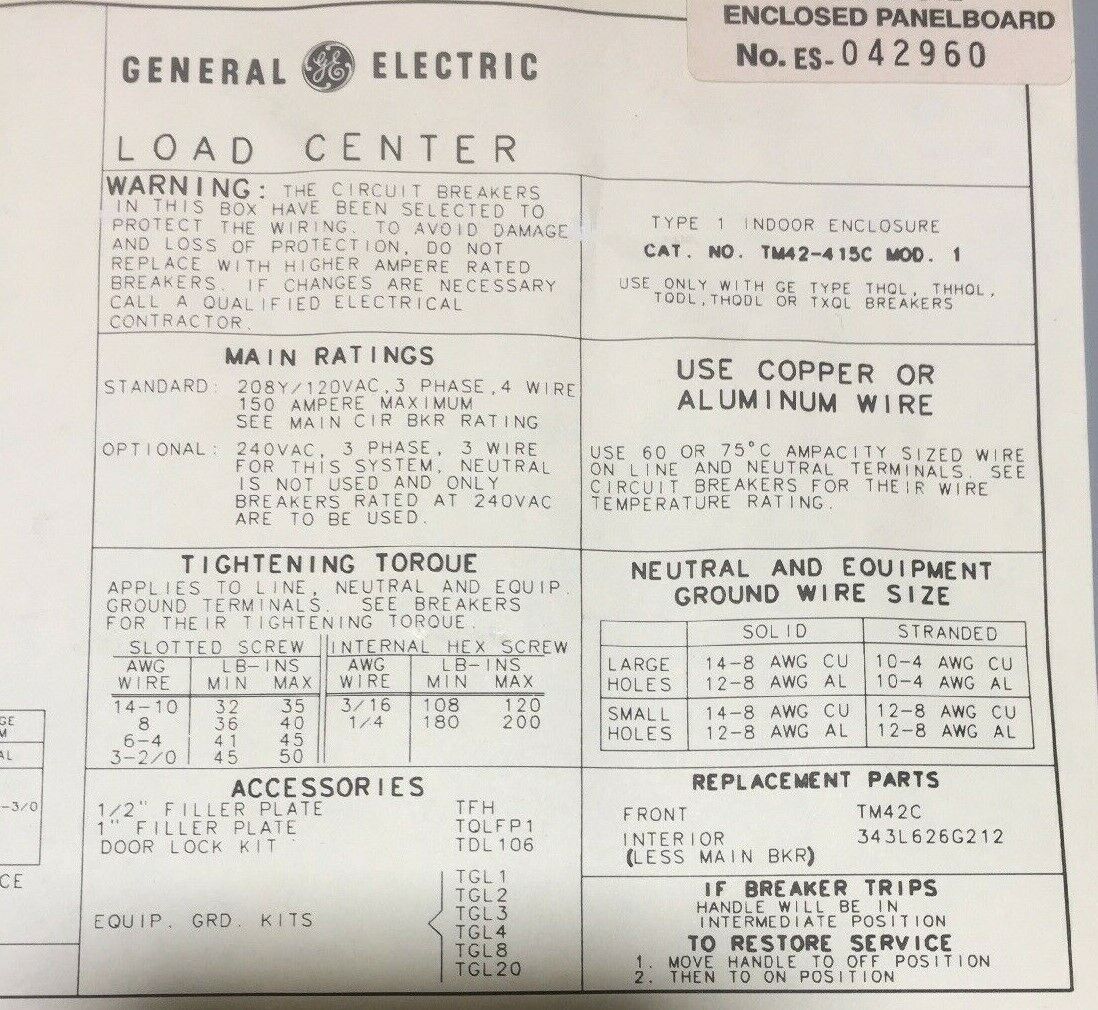 ENCLOSED PANELBOARD
No. ES-042960
GENERAL GE ELECTRIC
LOAD CENTER
WARNING: THE CIRCUIT BREAKERS
IN THIS BOX HAVE BEEN SELECTED TO
PROTECT THE WIRING. TO AVOID DAMAGE
AND LOSS OF PROTECTION, DO NOT
REPLACE WITH HIGHER AMPERE RATED
BREAKERS. IF CHANGES ARE NECESSARY
CALL A QUALIFIED ELECTRICAL
CONTRACTOR.
TYPE 1 INDOOR ENCLOSURE
CAT. NO. TM42-415C MOD. 1
USE ONLY WITH GE TYPE THQL, THHQL,
TQDL, THQDL OR TXQL BREAKERS
MAIN RATINGS
STANDARD: 208Y/120VAC, 3 PHASE, 4 WIRE
150 AMPERE MAXIMUM
SEE MAIN CIR BKR RATING
OPTIONAL: 240VAC, 3 PHASE, 3 WIRE
FOR THIS SYSTEM, NEUTRAL
IS NOT USED AND ONLY
BREAKERS RATED AT 240VAC
ARE TO BE USED.
USE COPPER OR
ALUMINUM WIRE
USE 60 OR 75°C AMPACITY SIZED WIRE
ON LINE AND NEUTRAL TERMINALS. SEE
CIRCUIT BREAKERS FOR THEIR WIRE
TEMPERATURE RATING.
TIGHTENING TORQUE
APPLIES TO LINE, NEUTRAL AND EQUIP.
GROUND TERMINALS. SEE BREAKERS
FOR THEIR TIGHTENING TORQUE.
SLOTTED SCREW INTERNAL HEX SCREW
AWG LB-INS AWG LB-INS
WIRE MIN MAX WIRE MIN MAX
14-10 32 35 3/16 108 120
8 36 40 1/4 180 200
6-4 41 45
3-2/0 45 50
NEUTRAL AND EQUIPMENT
GROUND WIRE SIZE
SOLID STRANDED
LARGE 14-8 AWG CU 10-4 AWG CU
HOLES 12-8 AWG AL 10-4 AWG AL
SMALL 14-8 AWG CU 12-8 AWG CU
HOLES 12-8 AWG AL 12-8 AWG AL
ACCESSORIES
1/2" FILLER PLATE TFH
1" FILLER PLATE TQLFP1
DOOR LOCK KIT TDL106
TGL1
TGL2
EQUIP. GRD. KITS TGL3
TGL4
TGL8
TGL20
REPLACEMENT PARTS
FRONT TM42C
INTERIOR 343L626G212
(LESS MAIN BKR)
IF BREAKER TRIPS
HANDLE WILL BE IN
INTERMEDIATE POSITION
TO RESTORE SERVICE
1. MOVE HANDLE TO OFF POSITION
2. THEN TO ON POSITION
GE
M
AL
-3/0
CE